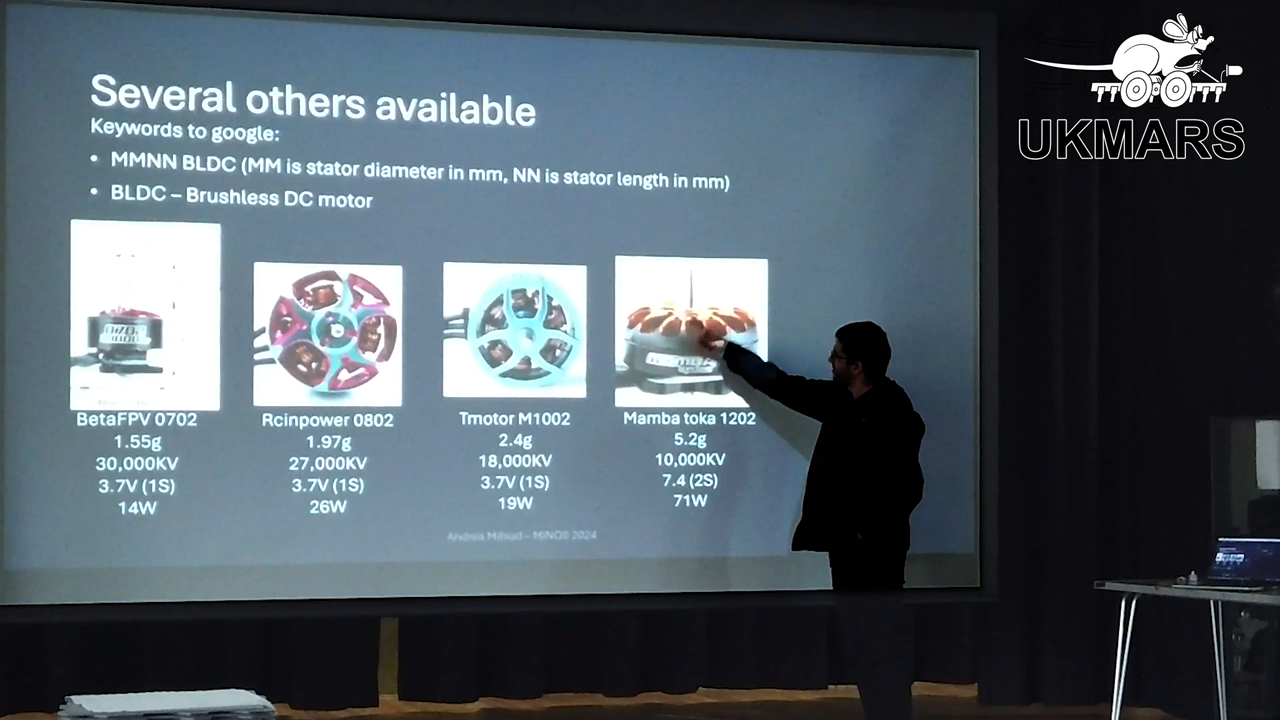 Several others available
Keywords to google:
• MMNN BLDC (MM is stator diameter in mm, NN is stator length in mm)
• BLDC – Brushless DC motor
BetaFPV 0702
1.55g
30,000KV
3.7V (1S)
14W
Rcinpower 0802
1.97g
27,000KV
3.7V (1S)
26W
Tmotor M1002
2.4g
18,000KV
3.7V (1S)
19W
Mamba toka 1202
5.2g
10,000KV
7.4 (2S)
71W
Andrea Mifsud – MINOS 2024
UKMARS